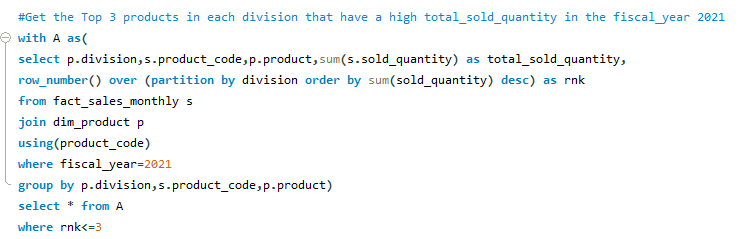 #Get the Top 3 products in each division that have a high total_sold_quantity in the fiscal_year 2021
with A as(
select p.division,s.product_code,p.product,sum(s.sold_quantity) as total_sold_quantity,
row_number() over (partition by division order by sum(sold_quantity) desc) as rnk
from fact_sales_monthly s
join dim_product p
using(product_code)
where fiscal_year=2021
group by p.division,s.product_code,p.product)
select * from A
where rnk<=3